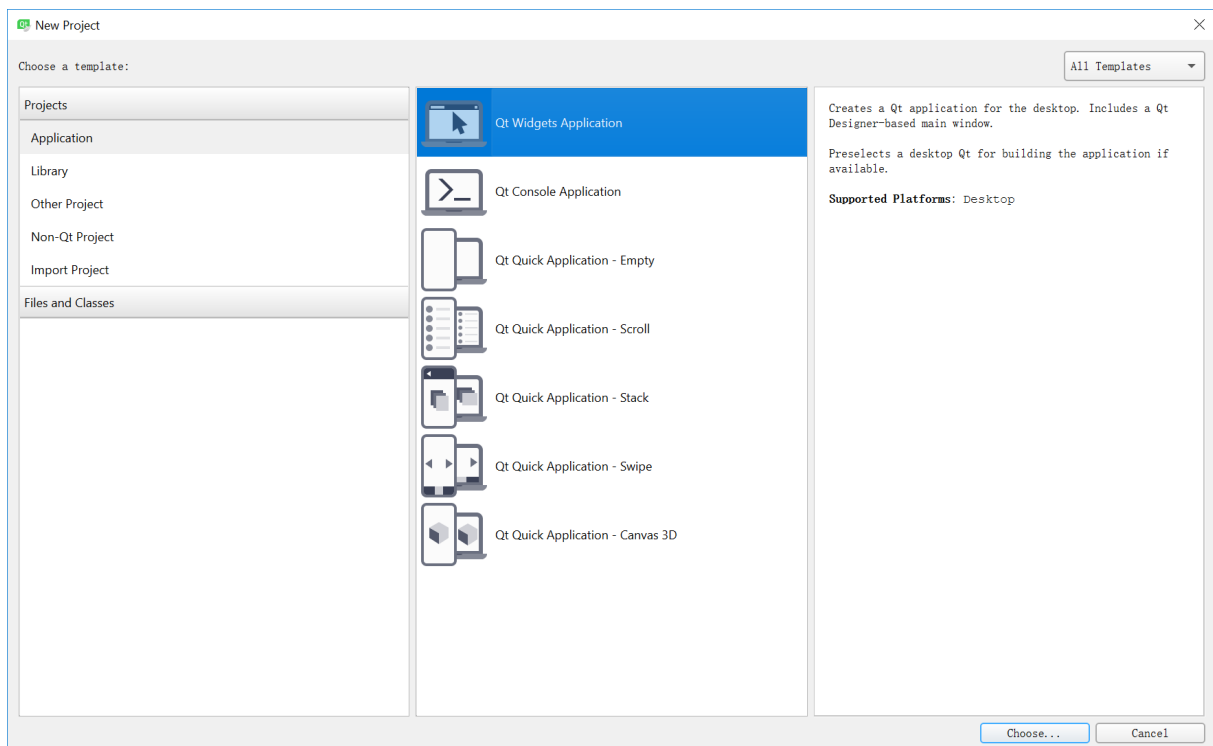 New Project
Choose a template:
All Templates
Projects
Application
Library
Other Project
Non-Qt Project
Import Project
Files and Classes
Qt Widgets Application
Qt Console Application
Qt Quick Application - Empty
Qt Quick Application - Scroll
Qt Quick Application - Stack
Qt Quick Application - Swipe
Qt Quick Application - Canvas 3D
Creates a Qt application for the desktop. Includes a Qt
Designer-based main window.
Preselects a desktop Qt for building the application if
available.
Supported Platforms: Desktop
Choose...
Cancel